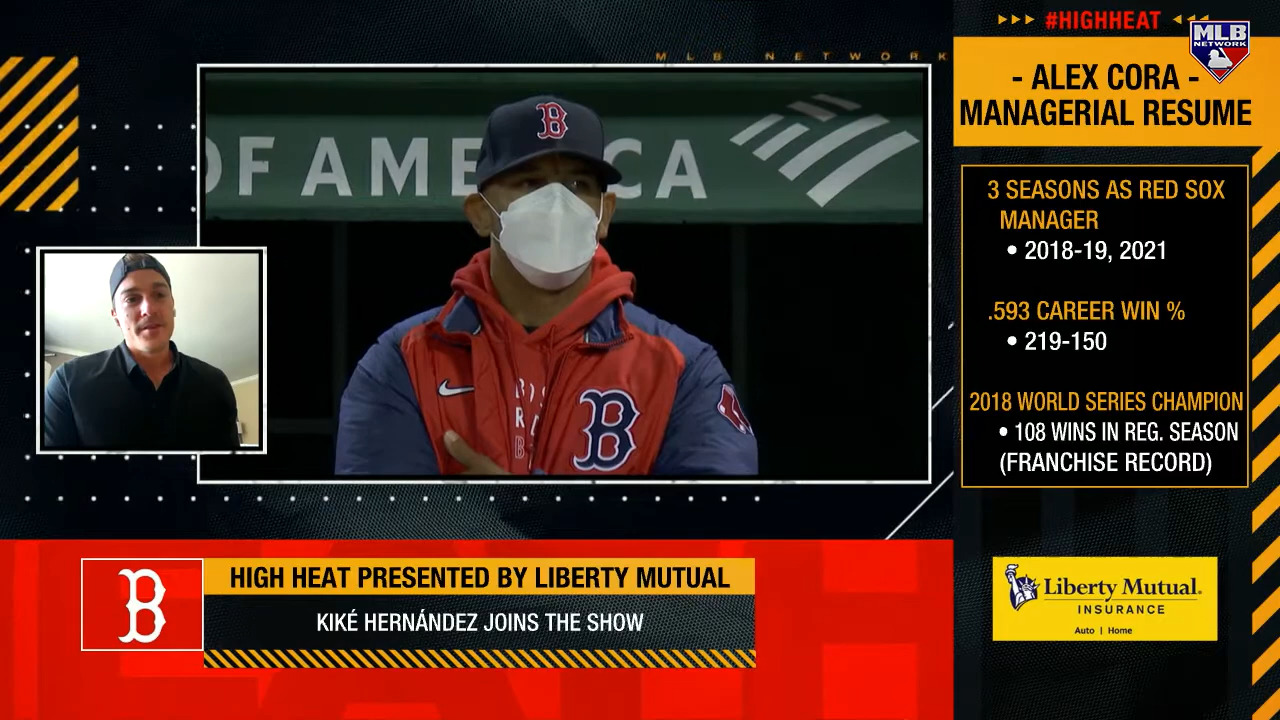 #HIGHHEAT
MLB
NETWORK
MLB NETWORK
- ALEX CORA -
MANAGERIAL RESUME
OF AMERICA
B
3 SEASONS AS RED SOX
MANAGER
• 2018-19, 2021
.593 CAREER WIN %
• 219-150
2018 WORLD SERIES CHAMPION
• 108 WINS IN REG. SEASON
(FRANCHISE RECORD)
B
B
HIGH HEAT PRESENTED BY LIBERTY MUTUAL
KIKÉ HERNÁNDEZ JOINS THE SHOW
Liberty Mutual.
INSURANCE
Auto | Home